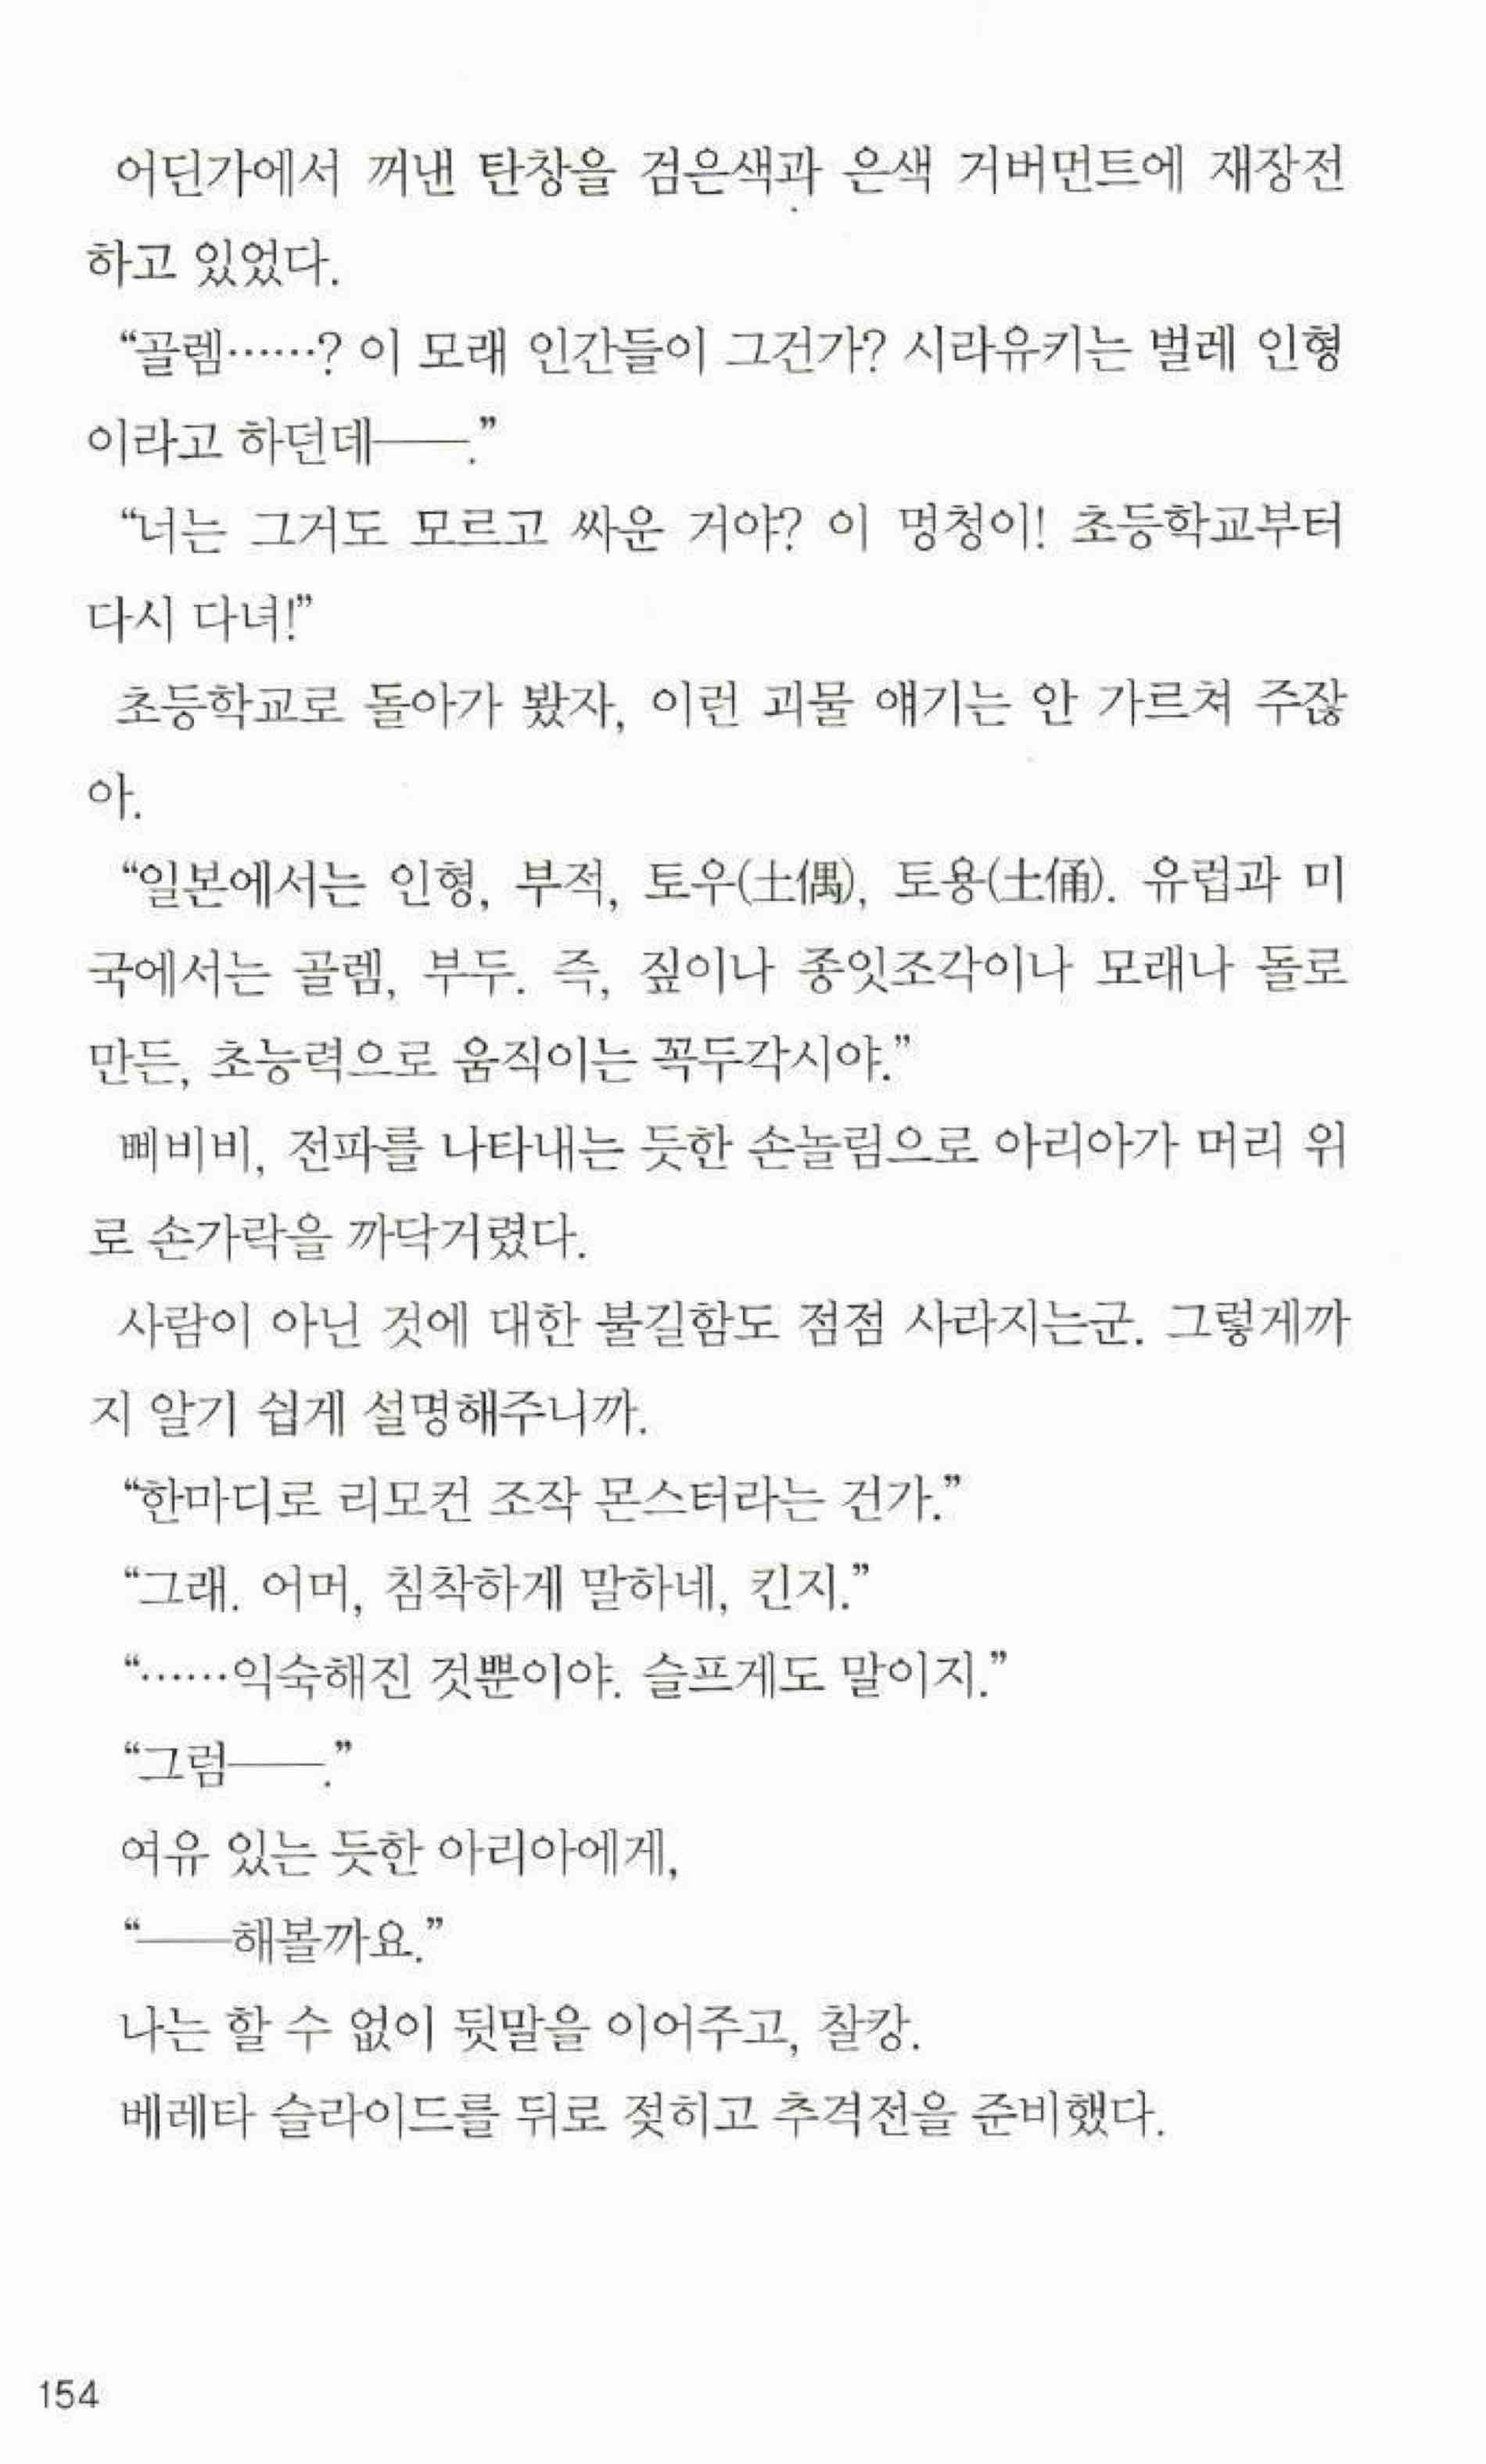 어딘가에서 꺼낸 탄창을 검은색과 은색 거버먼트에 재장전
하고 있었다.
“골렘……? 이 모래 인간들이 그건가? 시라유키는 벌레 인형
이라고 하던데──.”
“너는 그거도 모르고 싸운 거야? 이 멍청이! 초등학교부터
다시 다녀!”
초등학교로 돌아가 봤자, 이런 괴물 얘기는 안 가르쳐 주잖
아.
“일본에서는 인형, 부적, 토우(土偶), 토용(土俑). 유럽과 미
국에서는 골렘, 부두. 즉, 짚이나 종잇조각이나 모래나 돌로
만든, 초능력으로 움직이는 꼭두각시야.”
삐비비, 전파를 나타내는 듯한 손놀림으로 아리아가 머리 위
로 손가락을 까닥거렸다.
사람이 아닌 것에 대한 불길함도 점점 사라지는군. 그렇게까
지 알기 쉽게 설명해주니까.
“한마디로 리모컨 조작 몬스터라는 건가.”
“그래. 어머, 침착하게 말하네, 킨지.”
“……익숙해진 것뿐이야. 슬프게도 말이지.”
“그럼──.”
여유 있는 듯한 아리아에게,
“──해볼까요.”
나는 할 수 없이 뒷말을 이어주고, 찰캉.
베레타 슬라이드를 뒤로 젖히고 추격전을 준비했다.
154